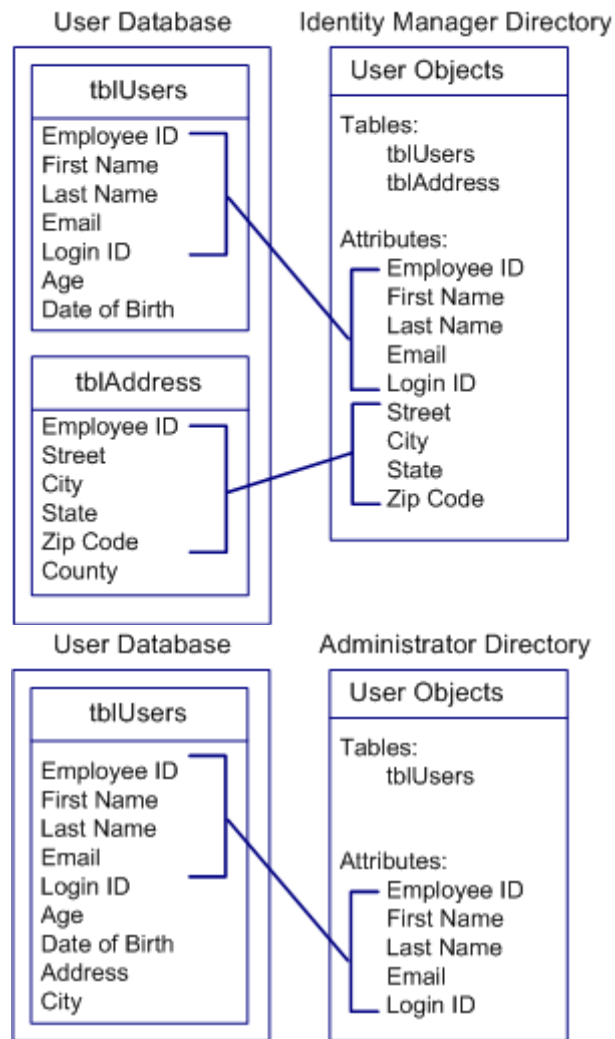 User Database
Identity Manager Directory
tblUsers
Employee ID
First Name
Last Name
Email
Login ID
Age
Date of Birth
tblAddress
Employee ID
Street
City
State
Zip Code
County
User Objects
Tables:
tblUsers
tblAddress
Attributes:
Employee ID
First Name
Last Name
Email
Login ID
Street
City
State
Zip Code
User Database
Administrator Directory
tblUsers
Employee ID
First Name
Last Name
Email
Login ID
Age
Date of Birth
Address
City
User Objects
Tables:
tblUsers
Attributes:
Employee ID
First Name
Last Name
Email
Login ID